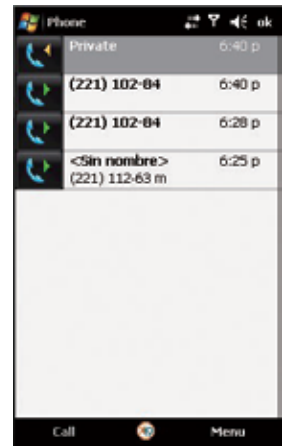 Phone ok
Private 6:40 p
(221) 102-84 6:40 p
(221) 102-84 6:28 p
<Sin nombre> 6:25 p
(221) 112-63 m
Call Menu